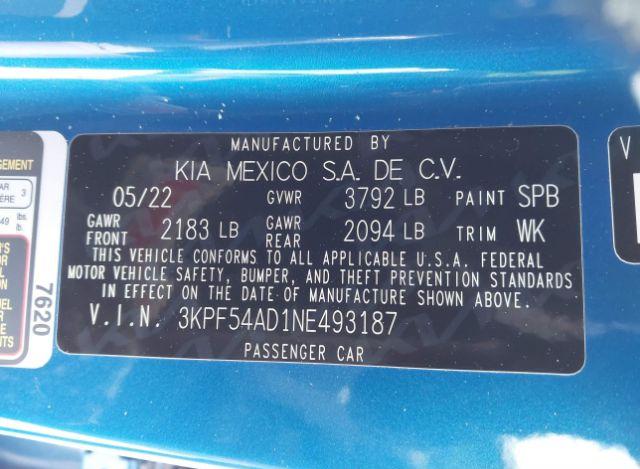 MANUFACTURED BY
KIA MEXICO S.A. DE C.V.
05/22 GVWR 3792 LB PAINT SPB
GAWR FRONT 2183 LB GAWR REAR 2094 LB TRIM WK
THIS VEHICLE CONFORMS TO ALL APPLICABLE U.S.A. FEDERAL
MOTOR VEHICLE SAFETY, BUMPER, AND THEFT PREVENTION STANDARDS
IN EFFECT ON THE DATE OF MANUFACTURE SHOWN ABOVE.
V.I.N. 3KPF54AD1NE493187
PASSENGER CAR
7620
3
lbs.
V